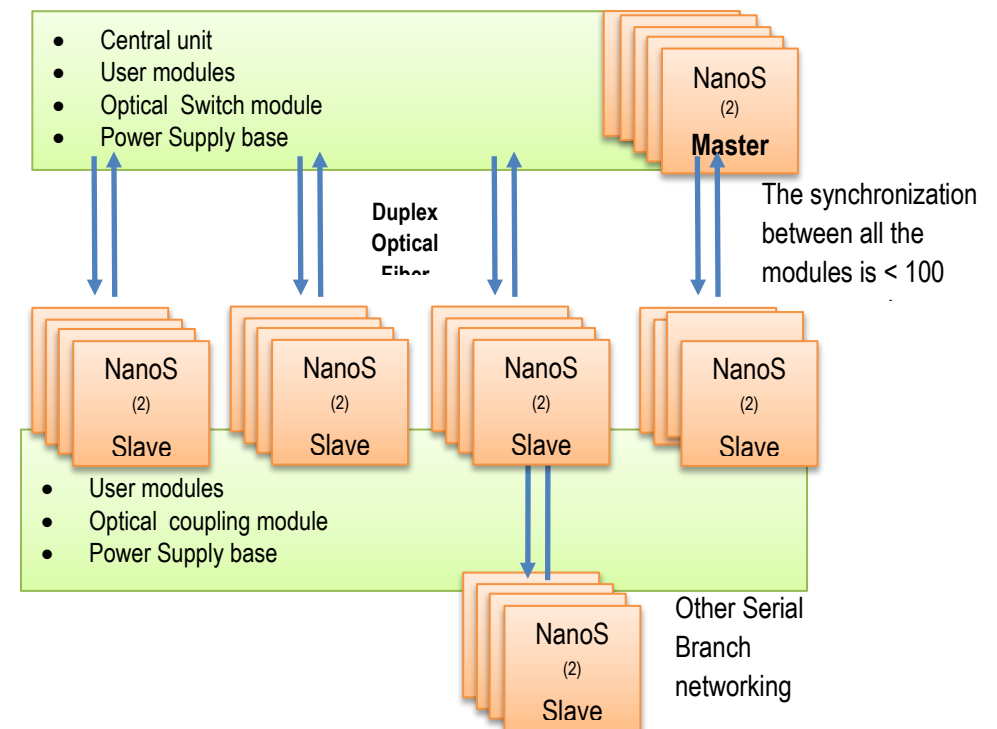 • Central unit
• User modules
• Optical Switch module
• Power Supply base
NanoS
(2)
Master
Duplex
Optical
Fiber
The synchronization
between all the
modules is < 100
NanoS
(2)
Slave
NanoS
(2)
Slave
NanoS
(2)
Slave
NanoS
(2)
Slave
• User modules
• Optical coupling module
• Power Supply base
NanoS
(2)
Slave
Other Serial
Branch
networking